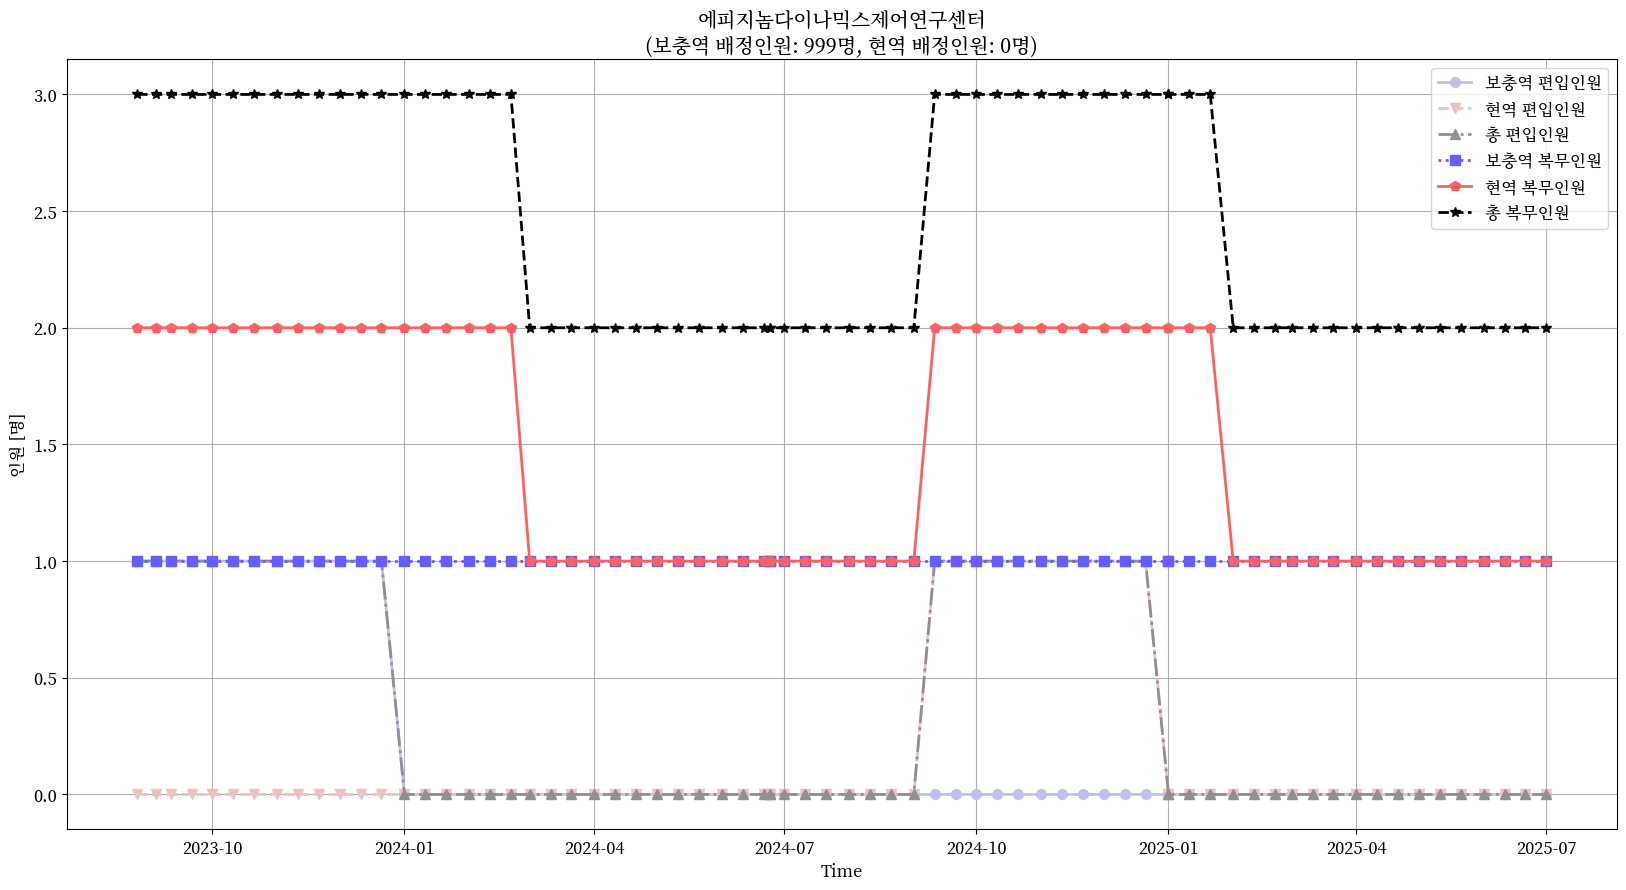 에피지놈다이나믹스제어연구센터
(보충역 배정인원: 999명, 현역 배정인원: 0명)
보충역 편입인원
현역 편입인원
총 편입인원
보충역 복무인원
현역 복무인원
총 복무인원
인원 [명]
3.0
2.5
2.0
1.5
1.0
0.5
0.0
2023-10
2024-01
2024-04
2024-07
2024-10
2025-01
2025-04
2025-07
Time